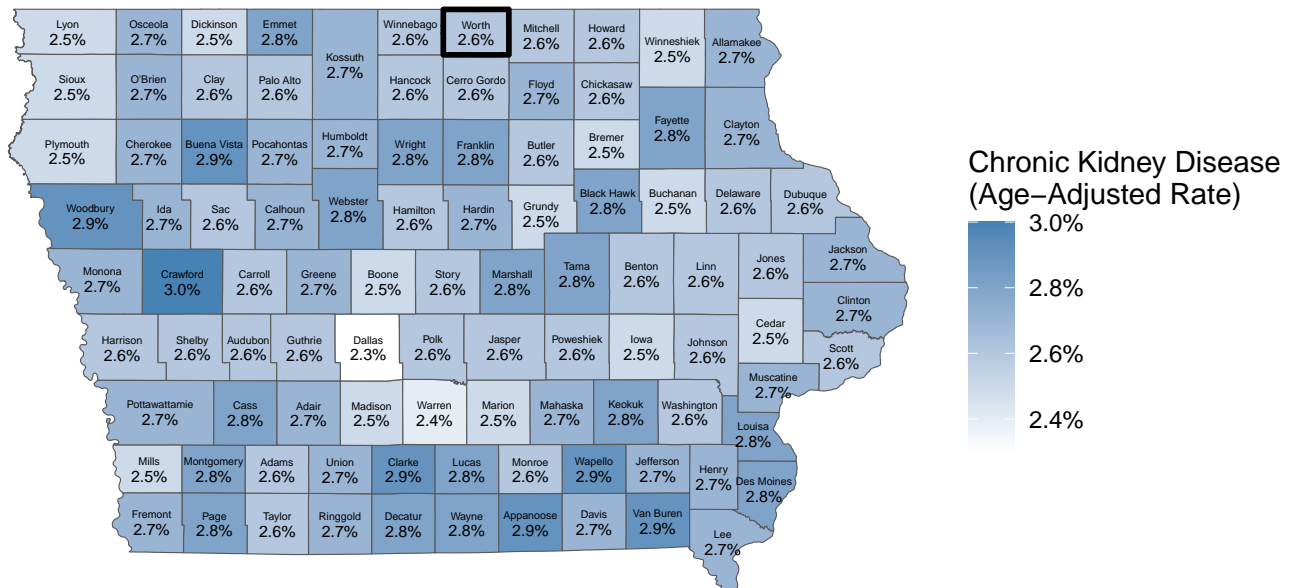 Lyon
2.5%
Osceola
2.7%
Dickinson
2.5%
Emmet
2.8%
Kossuth
2.7%
Winnebago
2.6%
Worth
2.6%
Mitchell
2.6%
Howard
2.6%
Winneshiek
2.5%
Allamakee
2.7%
Sioux
2.5%
O'Brien
2.7%
Clay
2.6%
Palo Alto
2.6%
Hancock
2.6%
Cerro Gordo
2.6%
Floyd
2.7%
Chickasaw
2.6%
Fayette
2.8%
Clayton
2.7%
Plymouth
2.5%
Cherokee
2.7%
Buena Vista
2.9%
Pocahontas
2.7%
Humboldt
2.7%
Wright
2.8%
Franklin
2.8%
Butler
2.6%
Bremer
2.5%
Woodbury
2.9%
Ida
2.7%
Sac
2.6%
Calhoun
2.7%
Webster
2.8%
Hamilton
2.6%
Hardin
2.7%
Grundy
2.5%
Black Hawk
2.8%
Buchanan
2.5%
Delaware
2.6%
Dubuque
2.6%
Monona
2.7%
Crawford
3.0%
Carroll
2.6%
Greene
2.7%
Boone
2.5%
Story
2.6%
Marshall
2.8%
Tama
2.8%
Benton
2.6%
Linn
2.6%
Jones
2.6%
Jackson
2.7%
Clinton
2.7%
Harrison
2.6%
Shelby
2.6%
Audubon
2.6%
Guthrie
2.6%
Dallas
2.3%
Polk
2.6%
Jasper
2.6%
Poweshiek
2.6%
Iowa
2.5%
Johnson
2.6%
Cedar
2.5%
Scott
2.6%
Muscatine
2.7%
Pottawattamie
2.7%
Cass
2.8%
Adair
2.7%
Madison
2.5%
Warren
2.4%
Marion
2.5%
Mahaska
2.7%
Keokuk
2.8%
Washington
2.6%
Louisa
2.8%
Mills
2.5%
Montgomery
2.8%
Adams
2.6%
Union
2.7%
Clarke
2.9%
Lucas
2.8%
Monroe
2.6%
Wapello
2.9%
Jefferson
2.7%
Henry
2.7%
Des Moines
2.8%
Fremont
2.7%
Page
2.8%
Taylor
2.6%
Ringgold
2.7%
Decatur
2.8%
Wayne
2.8%
Appanoose
2.9%
Davis
2.7%
Van Buren
2.9%
Lee
2.7%
Chronic Kidney Disease
(Age−Adjusted Rate)
3.0%
2.8%
2.6%
2.4%